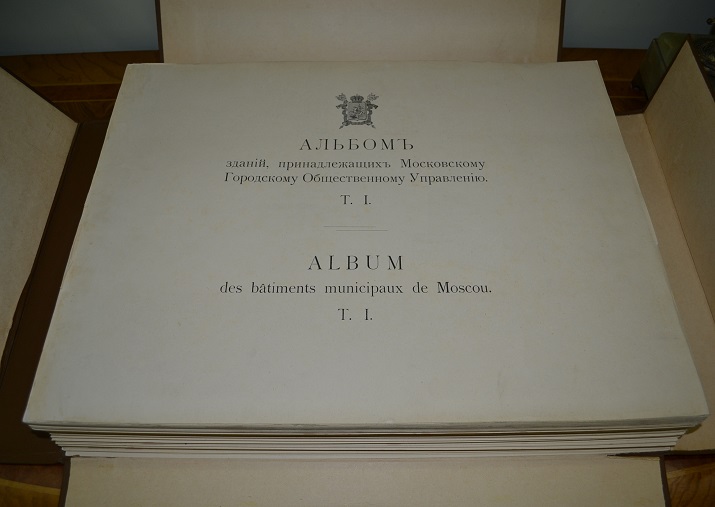 АЛЬБОМЪ
зданій, принадлежащихъ Московскому
Городскому Общественному Управленію.
Т. I.
ALBUM
des bâtiments municipaux de Moscou.
T. I.